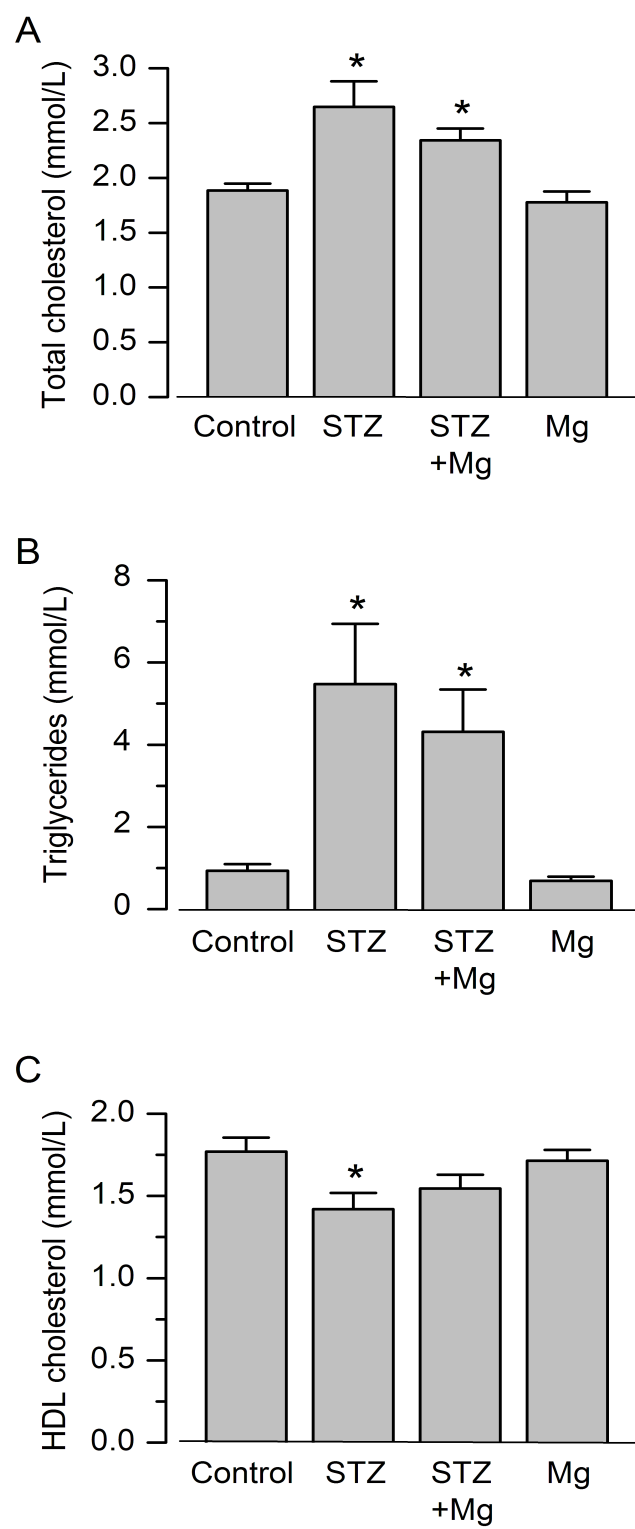 A
Total cholesterol (mmol/L)
3.0
2.5
2.0
1.5
1.0
0.5
0.0
*
*
Control STZ STZ Mg
+Mg
B
Triglycerides (mmol/L)
8
6
4
2
0
*
*
Control STZ STZ Mg
+Mg
C
HDL cholesterol (mmol/L)
2.0
1.5
1.0
0.5
0.0
*
Control STZ STZ Mg
+Mg